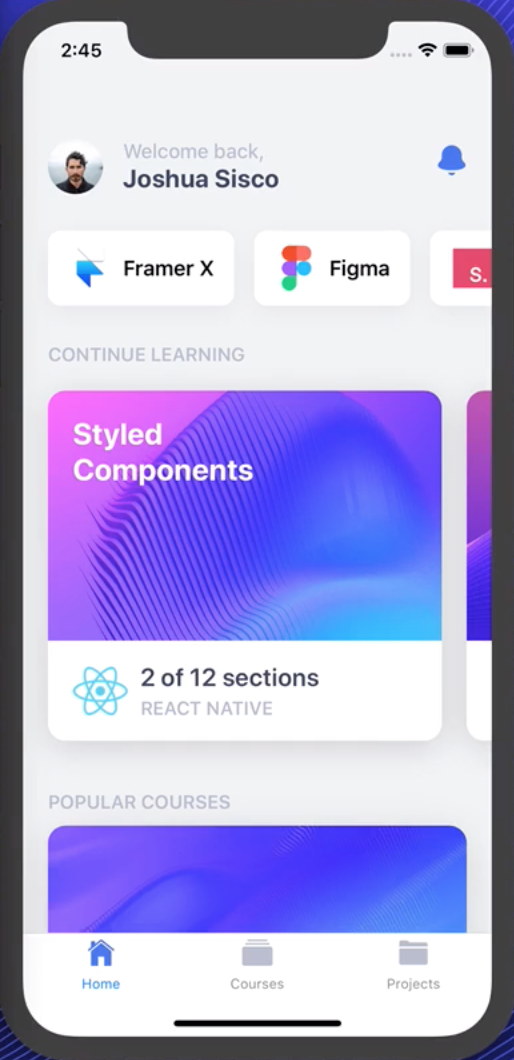 2:45
Welcome back,
Joshua Sisco
Framer X
Figma
S.
CONTINUE LEARNING
Styled
Components
2 of 12 sections
REACT NATIVE
POPULAR COURSES
Home
Courses
Projects